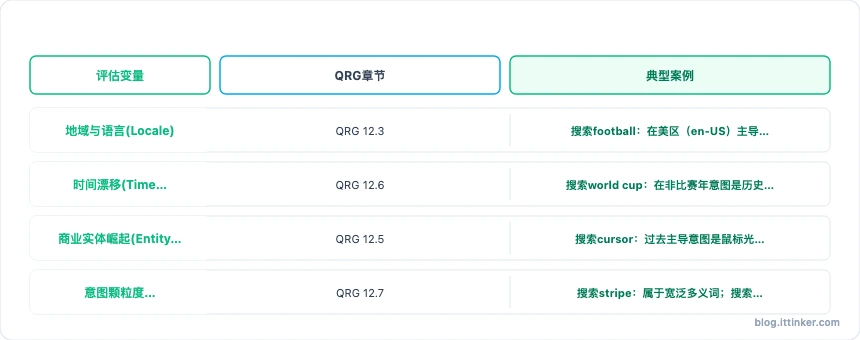 评估变量 QRG章节 典型案例
地域与语言(Locale) QRG 12.3 搜索football：在美区（en-US）主导...
时间漂移(Time... QRG 12.6 搜索world cup：在非比赛年意图是历史...
商业实体崛起(Entity... QRG 12.5 搜索cursor：过去主导意图是鼠标光...
意图颗粒度... QRG 12.7 搜索stripe：属于宽泛多义词；搜索...
blog.ittinker.com